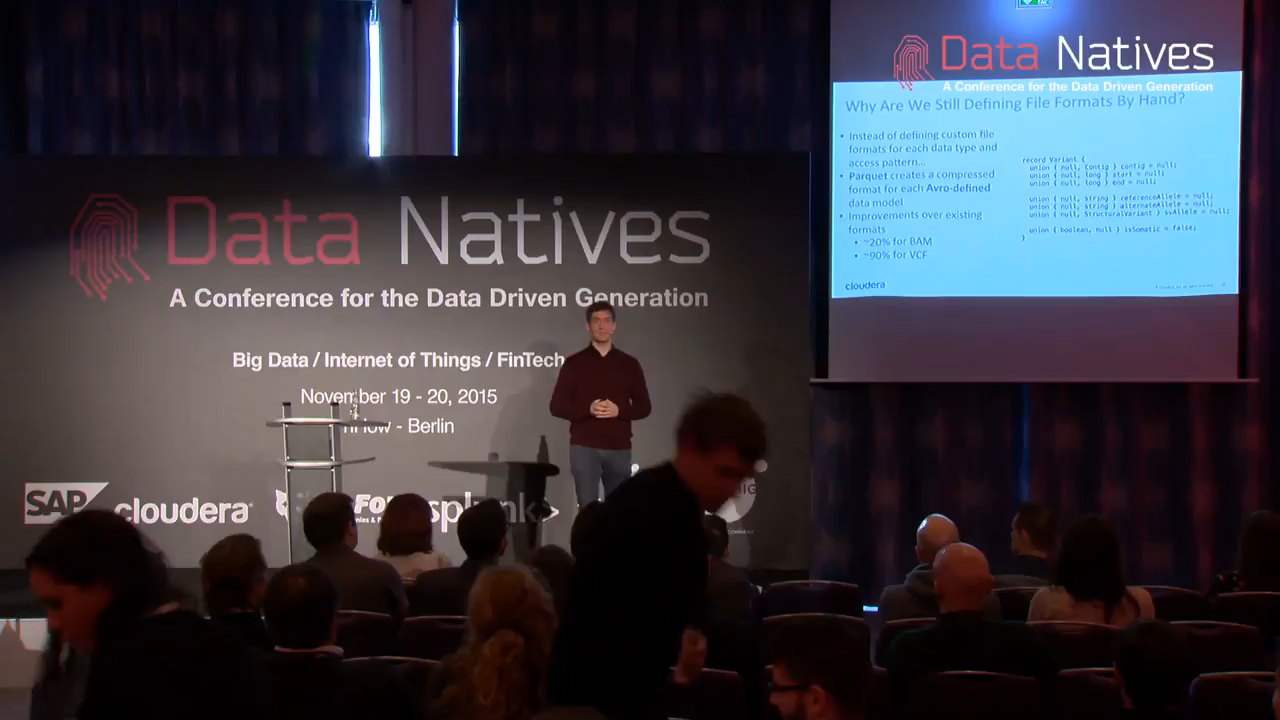 Data Natives
A Conference for the Data Driven Generation
Big Data / Internet of Things / FinTech
November 19 - 20, 2015
nhow - Berlin
SAP
cloudera
splunk>
Data Natives
A Conference for the Data Driven Generation
Why Are We Still Defining File Formats By Hand?
• Instead of defining custom file
formats for each data type and
access pattern...
• Parquet creates a compressed
format for each Avro-defined
data model
• Improvements over existing
formats
• ~20% for BAM
• ~90% for VCF
record Variant {
union { null, Contig } contig = null;
union { null, long } start = null;
union { null, long } end = null;
union { null, string } referenceAllele = null;
union { null, string } alternateAllele = null;
union { null, StructuralVariant } svAllele = null;
union { boolean, null } isSomatic = false;
}
cloudera